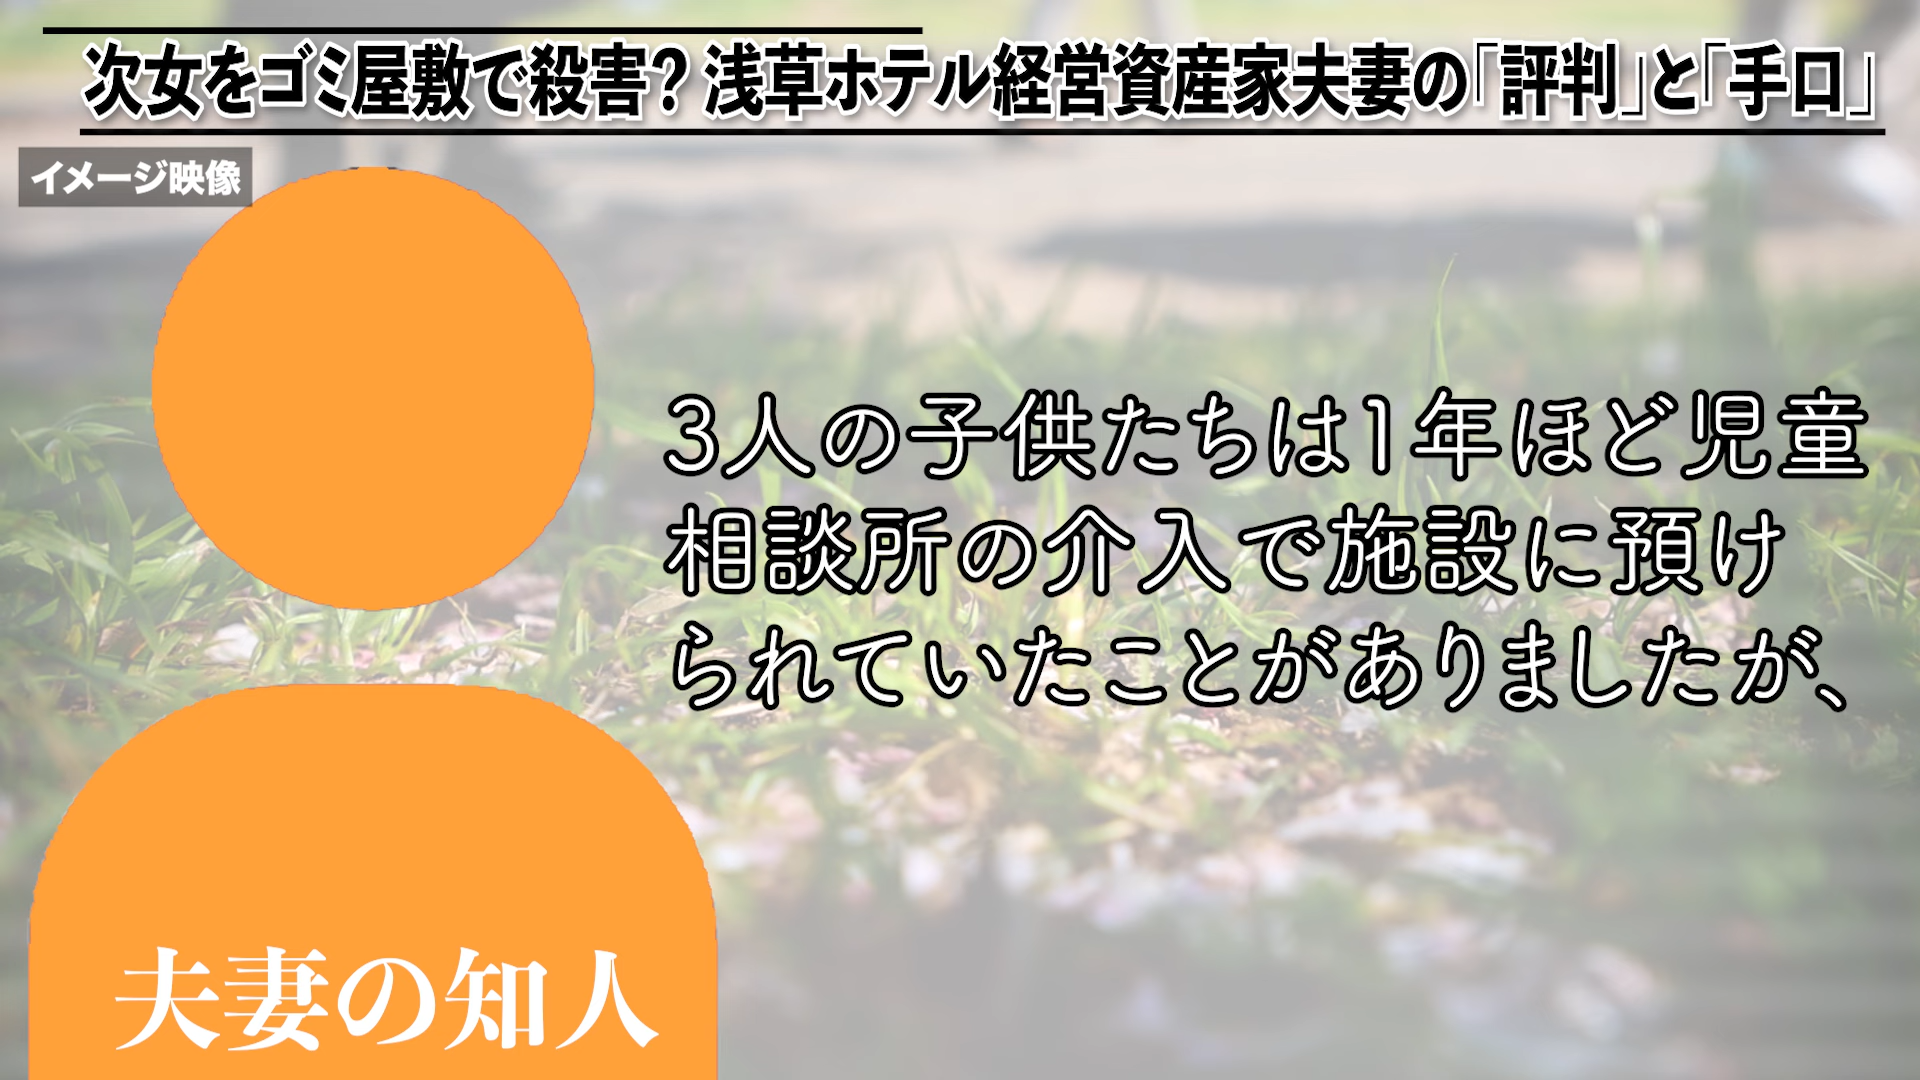 次女をゴミ屋敷で殺害？浅草ホテル経営資産家夫妻の「評判」と「手口」
イメージ映像
3人の子供たちは1年ほど児童
相談所の介入で施設に預け
られていたことがありましたが、
夫妻の知人